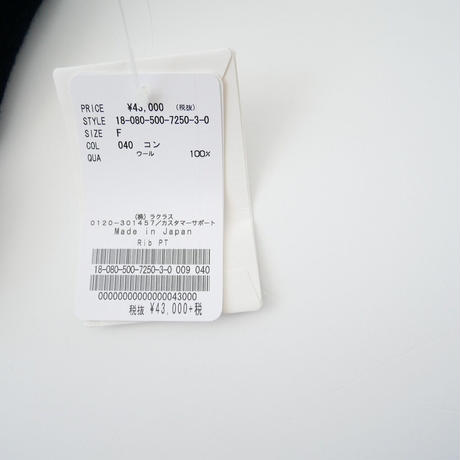 PRICE ¥43,000 (税抜)
STYLE 18-080-500-7250-3-0
SIZE F
COL 040 コン
QUA ウール 100%
(株)ラクラス
0120-301457/カスタマーサポート
Made in Japan
Rib PT
18-080-500-7250-3-0 009 040
0000000000000000043000
税抜 ¥43,000+税